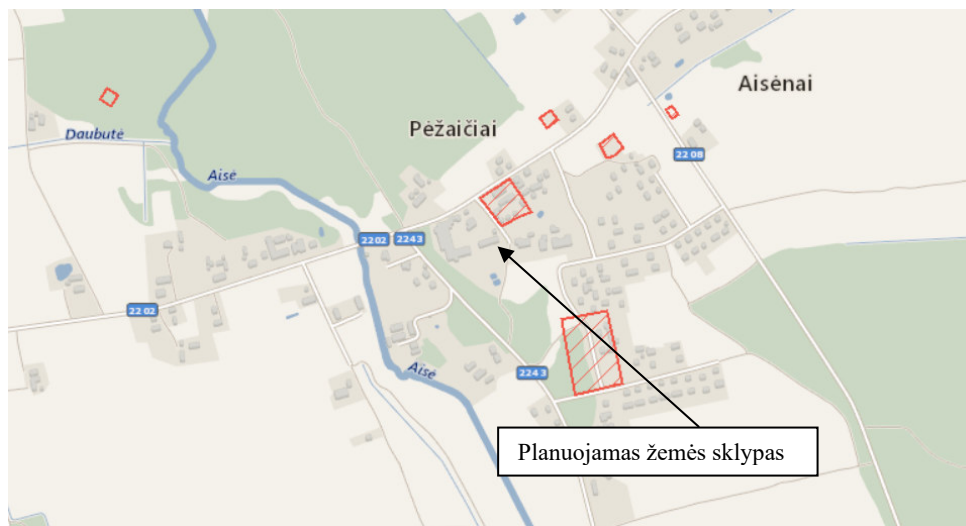 Aisėnai
Pėžaičiai
Daubutė
2208
Aisė
2202
2243
2202
Aisė
2243
Planuojamas žemės sklypas